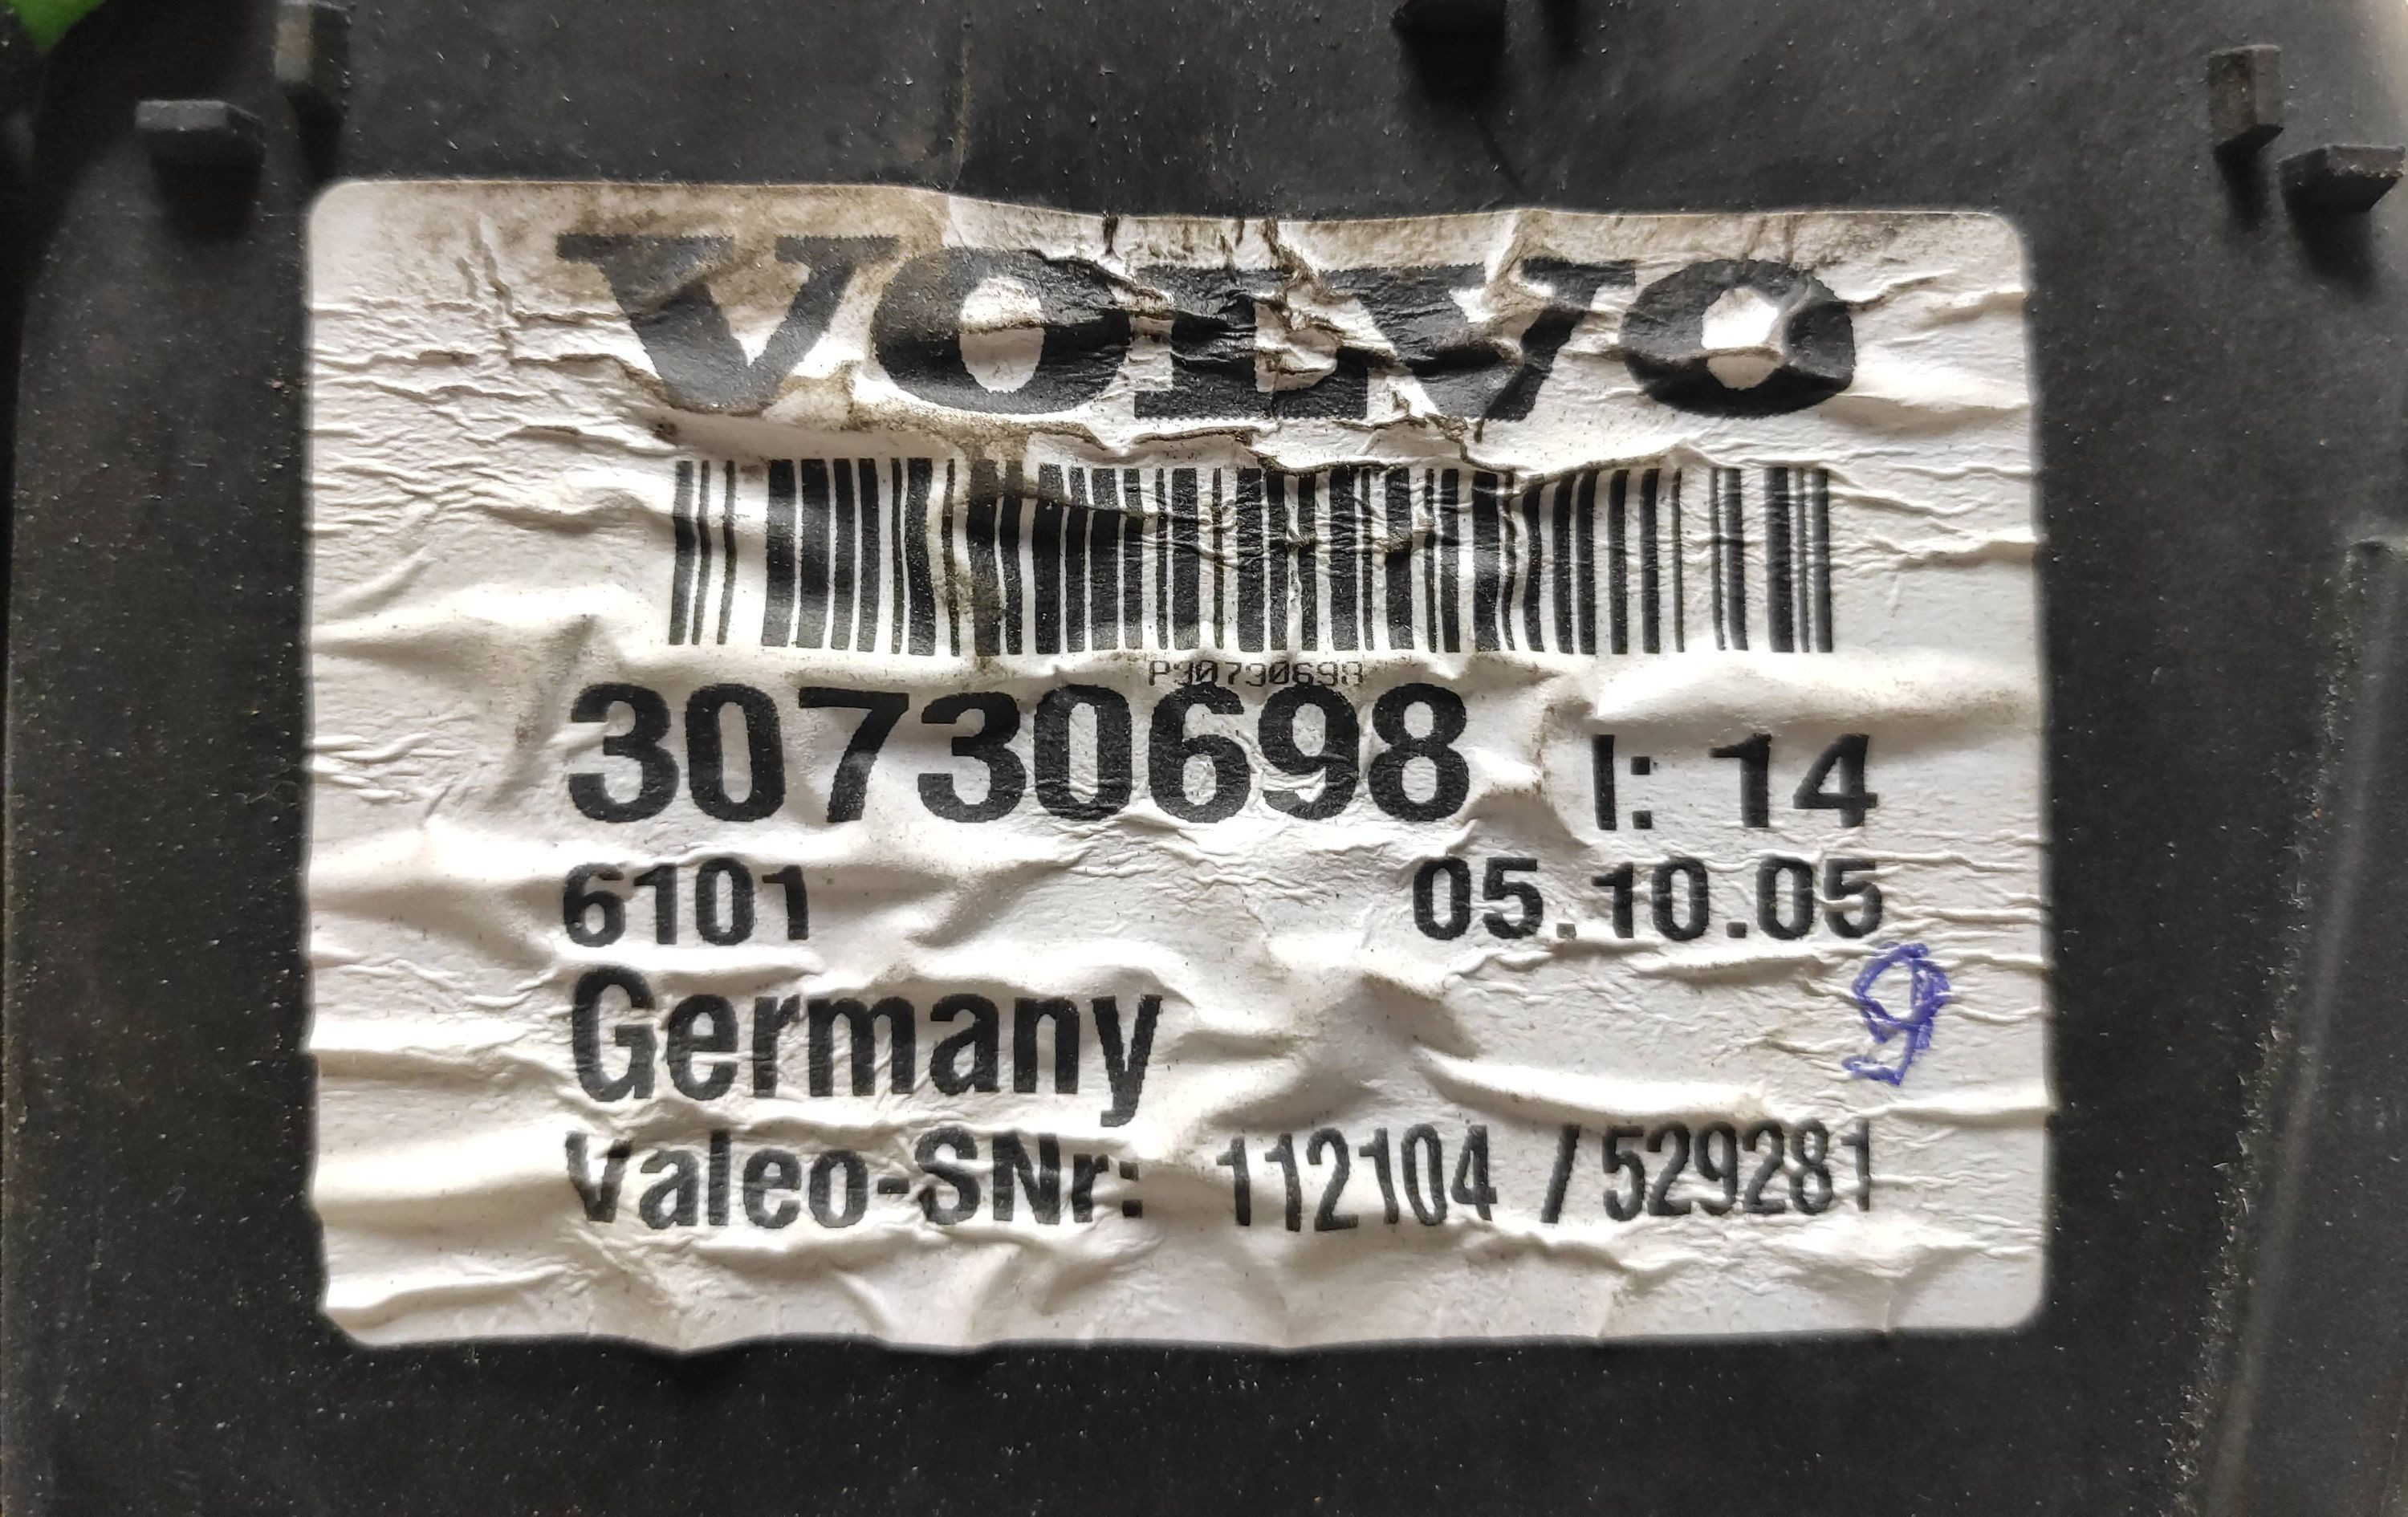 VOLVO
P30730698
30730698 I: 14
6101 05.10.05
9
Germany
Valeo-SNr: 112104 / 529281